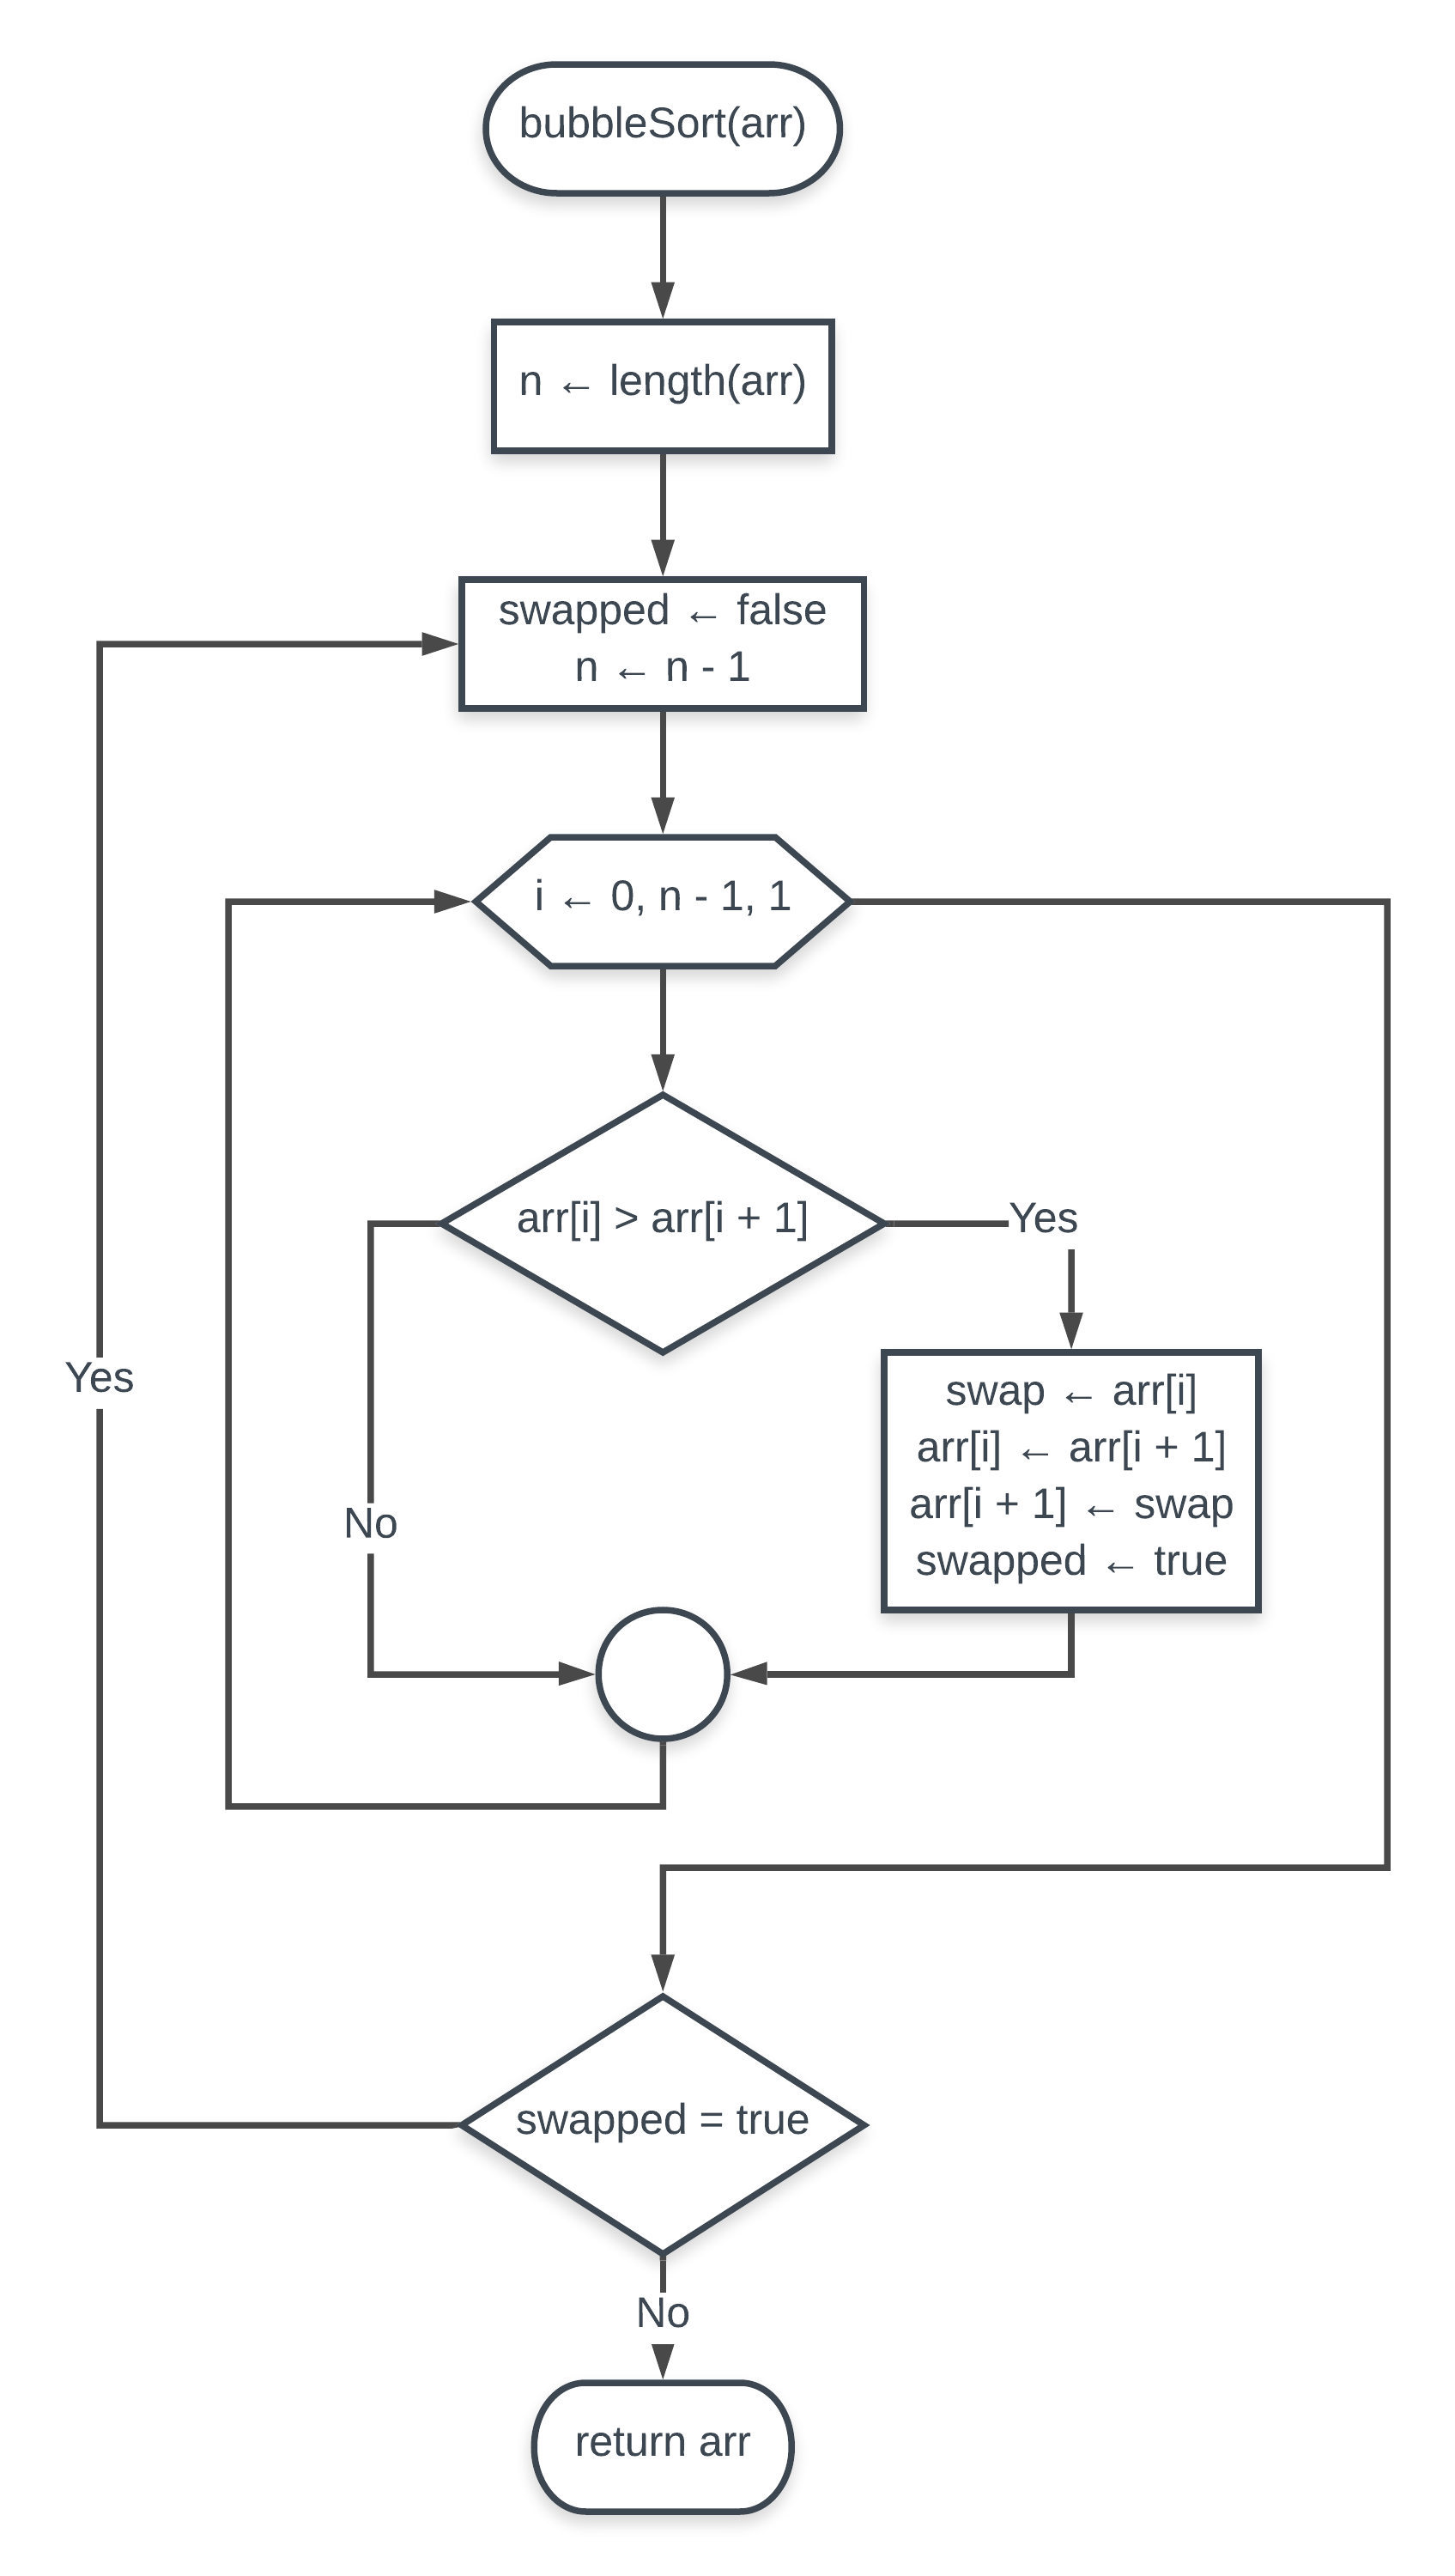 bubbleSort(arr)
n ← length(arr)
swapped ← false
n ← n - 1
i ← 0, n - 1, 1
arr[i] > arr[i + 1]
Yes
swap ← arr[i]
arr[i] ← arr[i + 1]
arr[i + 1] ← swap
swapped ← true
Yes
No
swapped = true
No
return arr